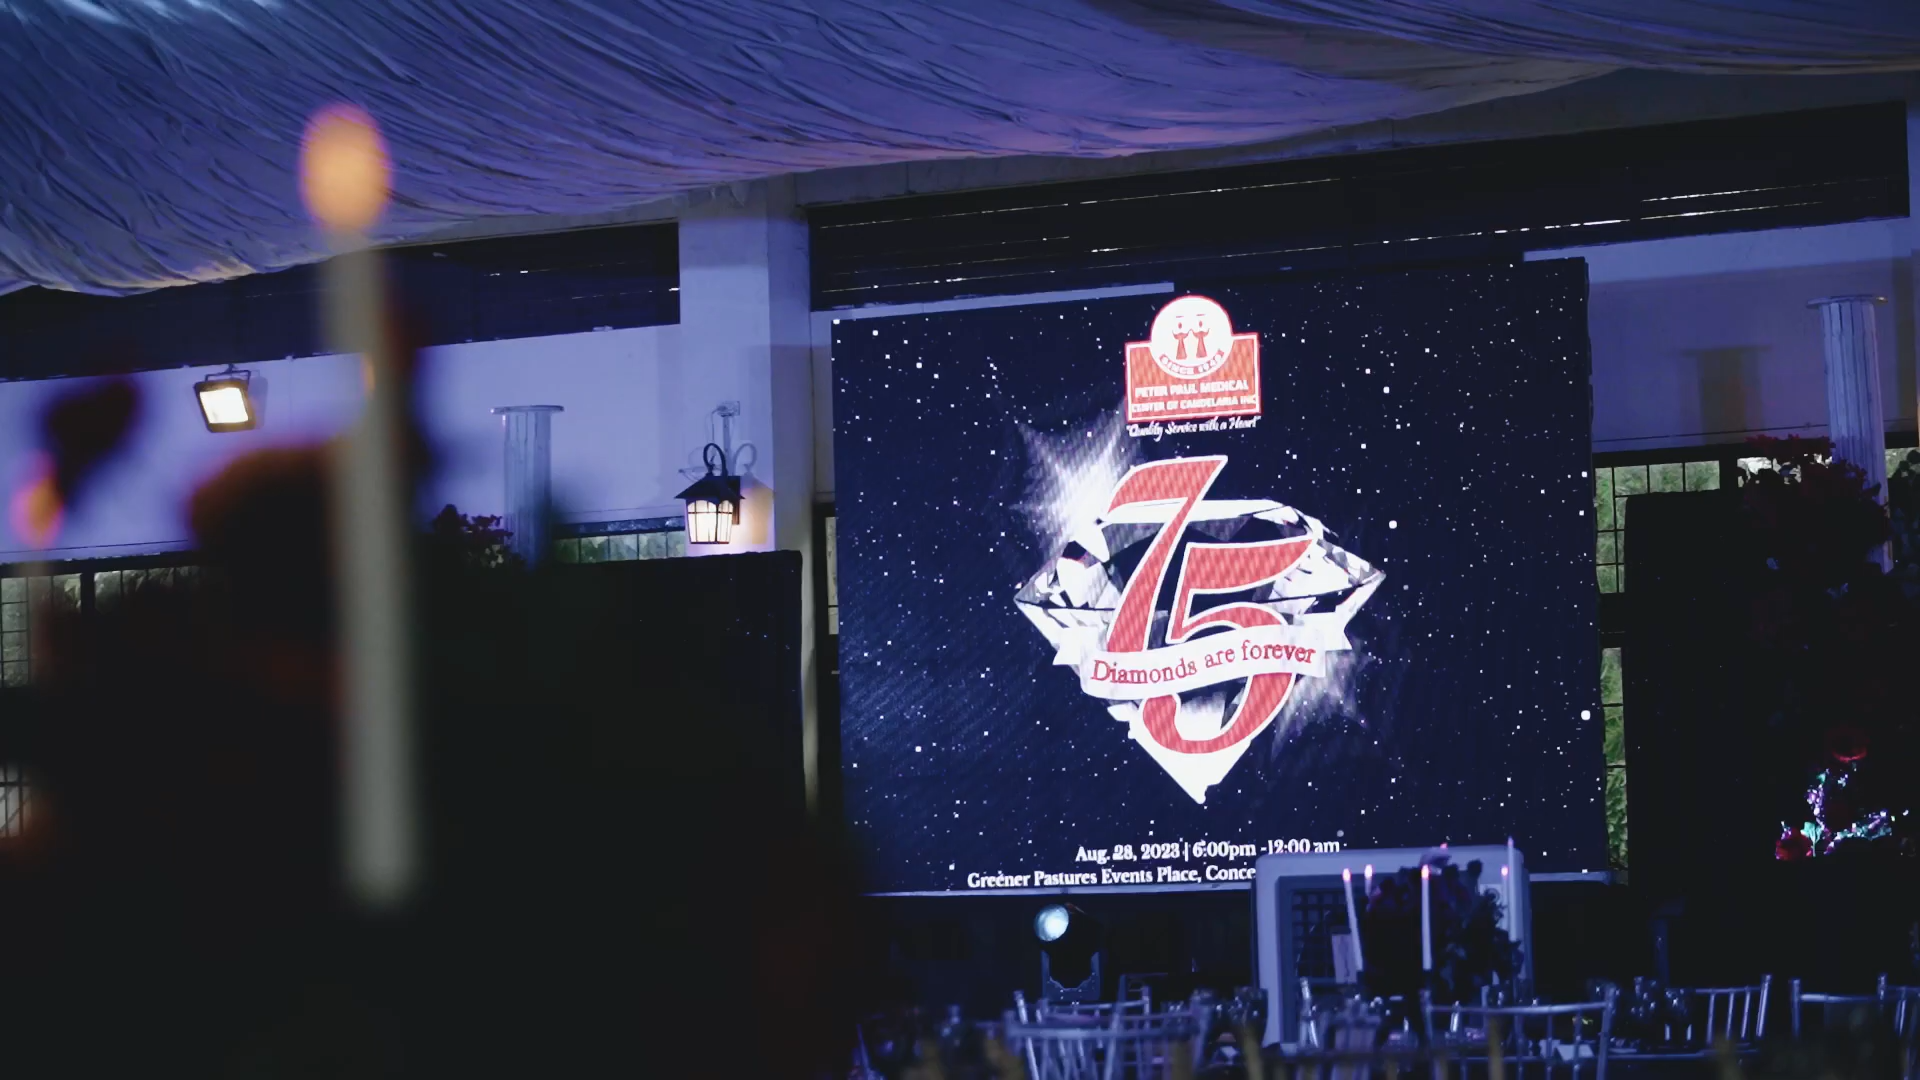 SINCE 1948
PETER PAUL MEDICAL
CENTER OF CANDELARIA INC
"Quality Service with a Heart"
75
Diamonds are forever
Aug. 28, 2023 | 6:00pm -12:00 am
Greener Pastures Events Place, Conce